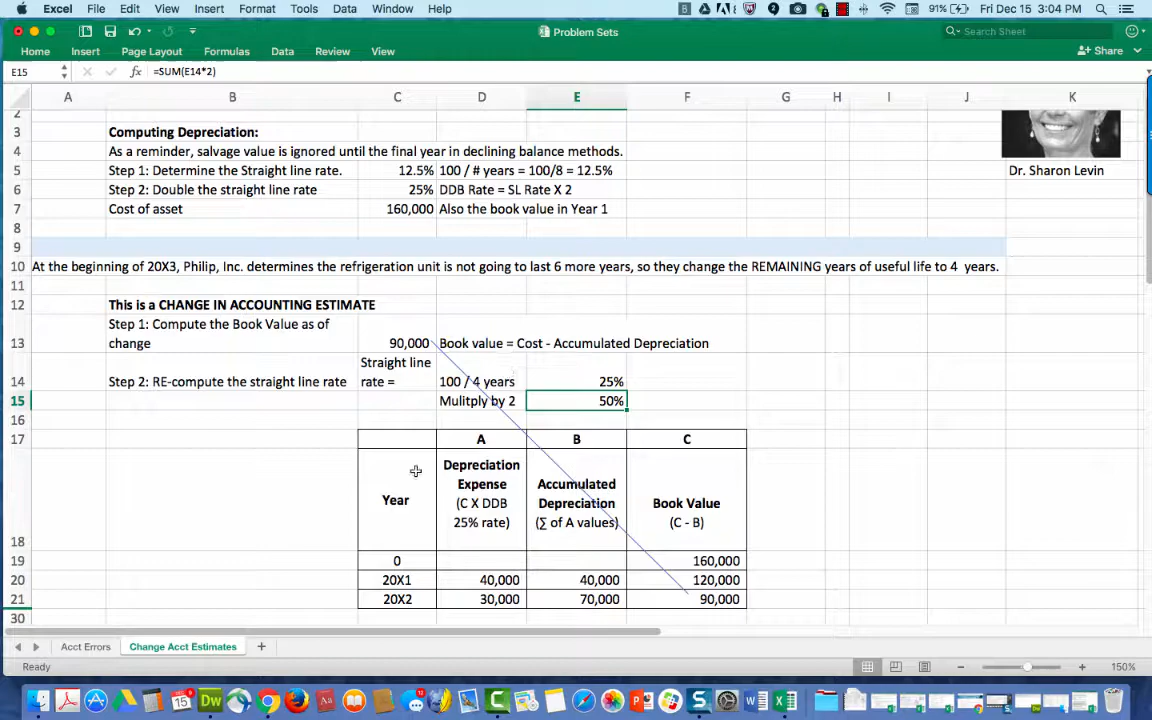 Excel File Edit View Insert Format Tools Data Window Help 91% Fri Dec 15 3:04 PM
Problem Sets
Search Sheet
Home Insert Page Layout Formulas Data Review View
Share
E15 fx =SUM(E14*2)
A B C D E F G H I J K
2
3 Computing Depreciation:
4 As a reminder, salvage value is ignored until the final year in declining balance methods.
5 Step 1: Determine the Straight line rate. 12.5% 100 / # years = 100/8 = 12.5% Dr. Sharon Levin
6 Step 2: Double the straight line rate 25% DDB Rate = SL Rate X 2
7 Cost of asset 160,000 Also the book value in Year 1
8
9
10 At the beginning of 20X3, Philip, Inc. determines the refrigeration unit is not going to last 6 more years, so they change the REMAINING years of useful life to 4 years.
11
12 This is a CHANGE IN ACCOUNTING ESTIMATE
Step 1: Compute the Book Value as of
13 change 90,000 Book value = Cost - Accumulated Depreciation
Straight line
14 Step 2: RE-compute the straight line rate rate = 100 / 4 years 25%
15 Mulitply by 2 50%
16
17 A B C
Depreciation
Expense Accumulated
Year (C X DDB Depreciation Book Value
25% rate) (∑ of A values) (C - B)
18
19 0 160,000
20 20X1 40,000 40,000 120,000
21 20X2 30,000 70,000 90,000
30
Acct Errors Change Acct Estimates +
Ready 150%